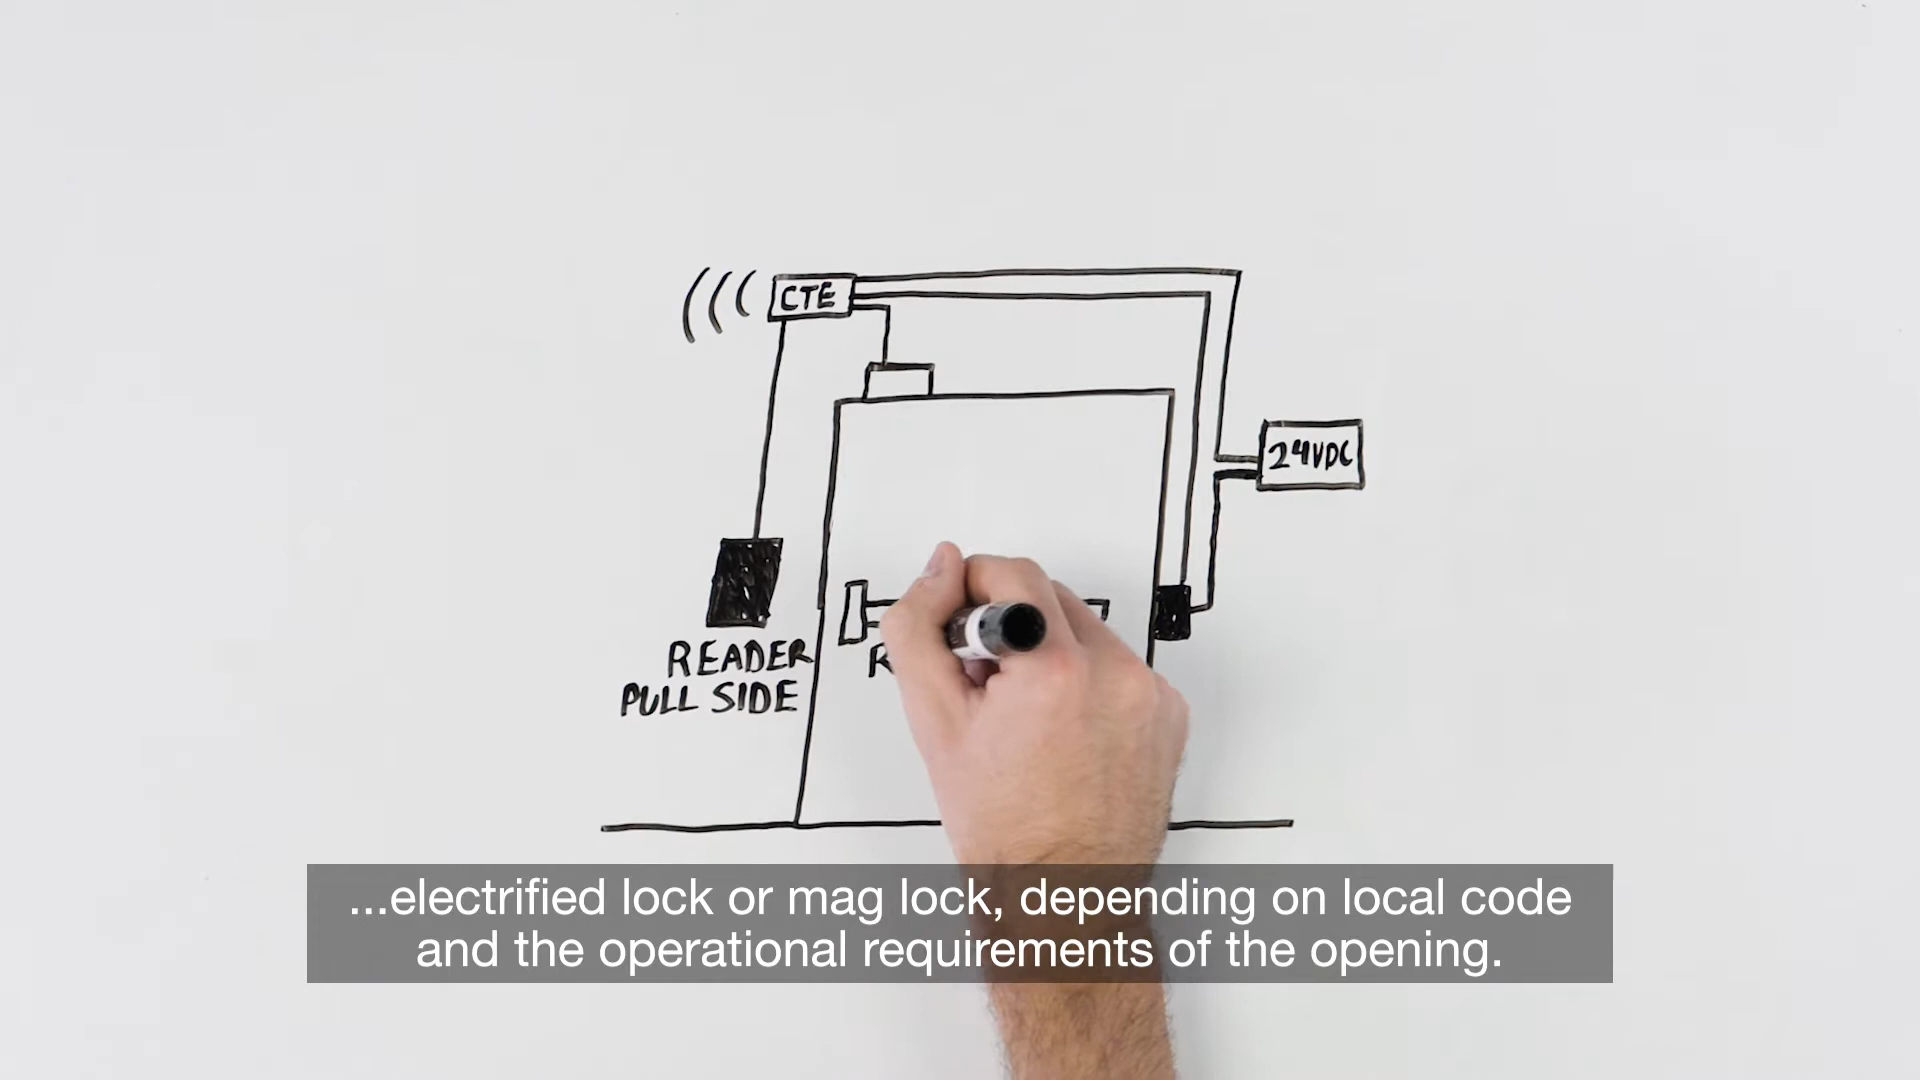 CTE
24VDC
READER
PULL SIDE
R
...electrified lock or mag lock, depending on local code
and the operational requirements of the opening.